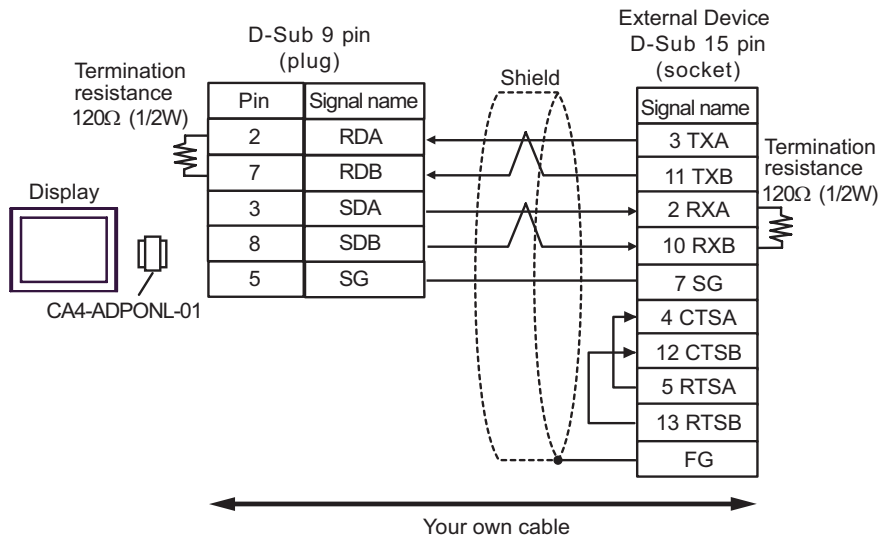 External Device
D-Sub 15 pin
(socket)
D-Sub 9 pin
(plug)
Shield
Termination
resistance
120Ω (1/2W)
Pin
Signal name
2
RDA
7
RDB
3
SDA
8
SDB
5
SG
Display
CA4-ADPONL-01
Signal name
3 TXA
11 TXB
2 RXA
10 RXB
7 SG
4 CTSA
12 CTSB
5 RTSA
13 RTSB
FG
Termination
resistance
120Ω (1/2W)
Your own cable